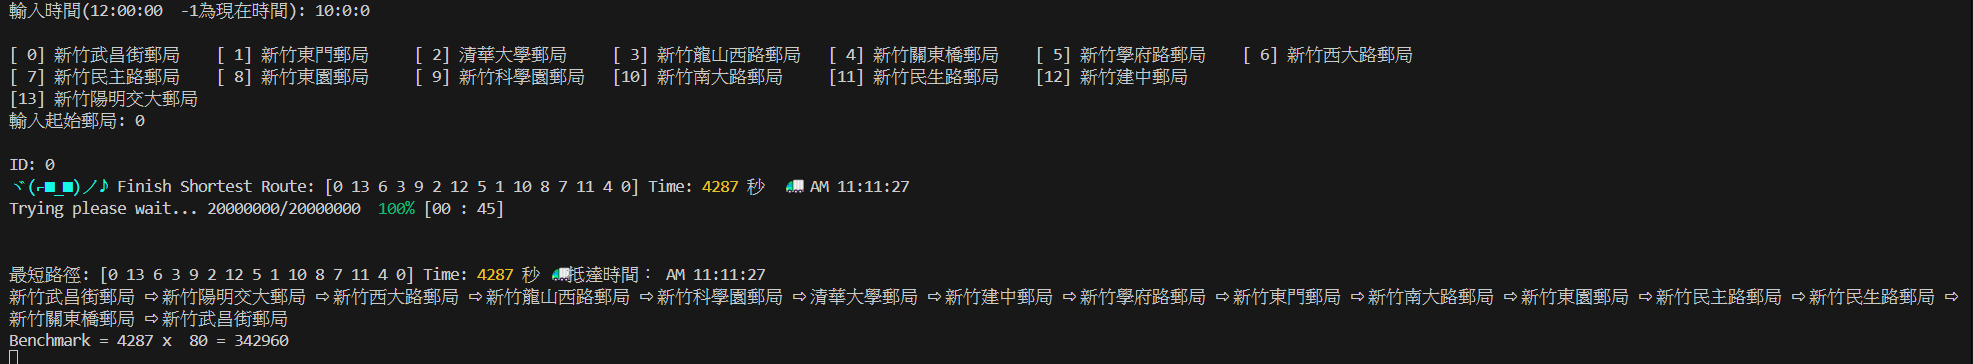 輸入時間(12:00:00  -1為現在時間): 10:0:0
[ 0] 新竹武昌街郵局    [ 1] 新竹東門郵局     [ 2] 清華大學郵局     [ 3] 新竹龍山西路郵局   [ 4] 新竹關東橋郵局    [ 5] 新竹學府路郵局    [ 6] 新竹西大路郵局
[ 7] 新竹民主路郵局    [ 8] 新竹東園郵局     [ 9] 新竹科學園郵局   [10] 新竹南大路郵局     [11] 新竹民生路郵局    [12] 新竹建中郵局
[13] 新竹陽明交大郵局
輸入起始郵局: 0
ID: 0
ヾ(⌐■_■)ノ♪ Finish Shortest Route: [0 13 6 3 9 2 12 5 1 10 8 7 11 4 0] Time: 4287 秒  🚛 AM 11:11:27
Trying please wait... 20000000/20000000  100% [00 : 45]
最短路徑: [0 13 6 3 9 2 12 5 1 10 8 7 11 4 0] Time: 4287 秒 🚛抵達時間： AM 11:11:27
新竹武昌街郵局 ⇨新竹陽明交大郵局 ⇨新竹西大路郵局 ⇨新竹龍山西路郵局 ⇨新竹科學園郵局 ⇨清華大學郵局 ⇨新竹建中郵局 ⇨新竹學府路郵局 ⇨新竹東門郵局 ⇨新竹南大路郵局 ⇨新竹東園郵局 ⇨新竹民主路郵局 ⇨新竹民生路郵局 ⇨
新竹關東橋郵局 ⇨新竹武昌街郵局
Benchmark = 4287 x  80 = 342960